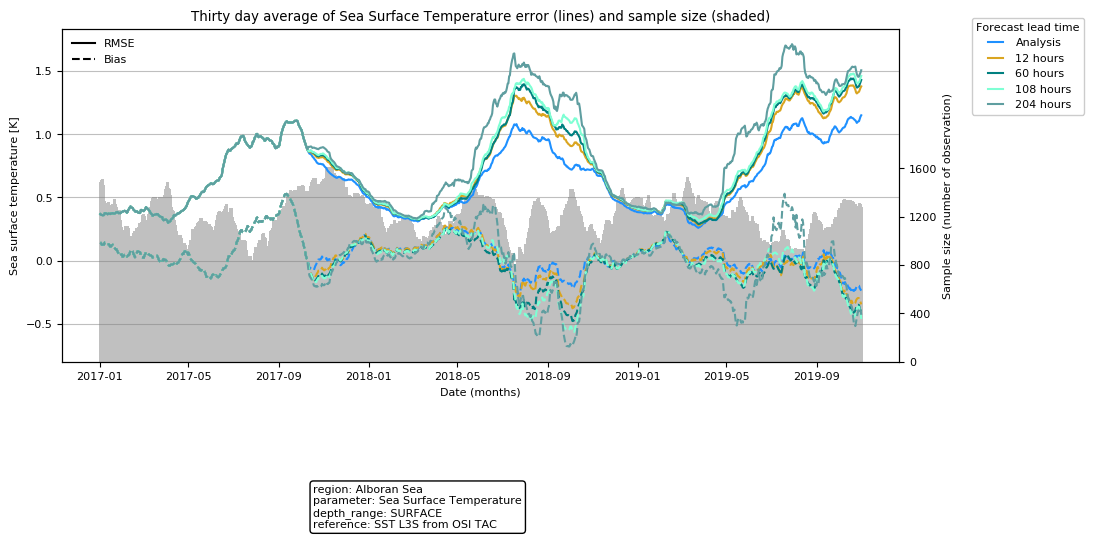 Thirty day average of Sea Surface Temperature error (lines) and sample size (shaded)
Forecast lead time
Analysis
12 hours
60 hours
108 hours
204 hours
RMSE
Bias
Sea surface temperature [K]
1.5
1.0
0.5
0.0
−0.5
Sample size (number of observation)
1600
1200
800
400
0
2017-01 2017-05 2017-09 2018-01 2018-05 2018-09 2019-01 2019-05 2019-09
Date (months)
region: Alboran Sea
parameter: Sea Surface Temperature
depth_range: SURFACE
reference: SST L3S from OSI TAC